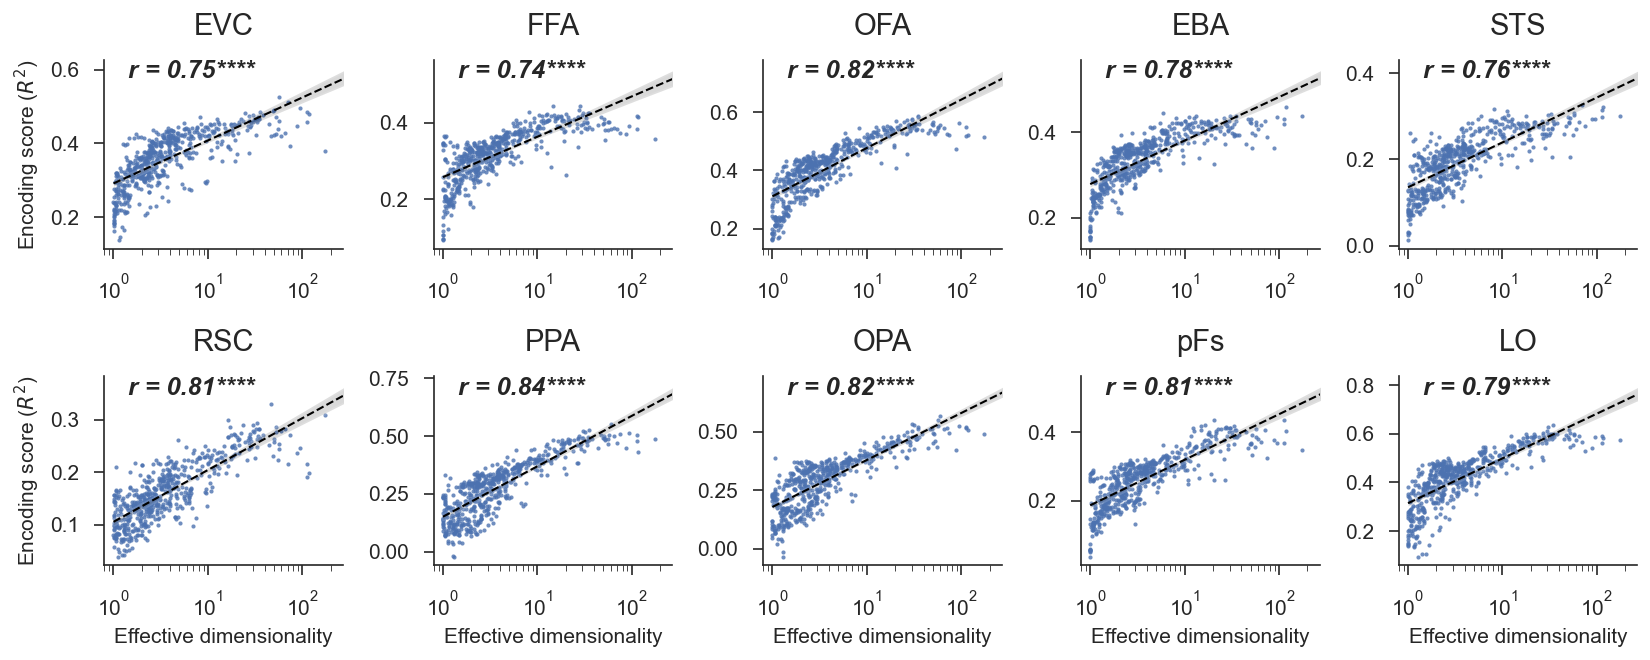 EVC FFA OFA EBA STS
r = 0.75**** r = 0.74**** r = 0.82**** r = 0.78**** r = 0.76****
Encoding score (R²)
0.6
0.4
0.2
10⁰ 10¹ 10²
0.4
0.2
10⁰ 10¹ 10²
0.6
0.4
0.2
10⁰ 10¹ 10²
0.4
0.2
10⁰ 10¹ 10²
0.4
0.2
0.0
10⁰ 10¹ 10²
RSC PPA OPA pFs LO
r = 0.81**** r = 0.84**** r = 0.82**** r = 0.81**** r = 0.79****
Encoding score (R²)
0.3
0.2
0.1
10⁰ 10¹ 10²
0.75
0.50
0.25
0.00
10⁰ 10¹ 10²
0.50
0.25
0.00
10⁰ 10¹ 10²
0.4
0.2
10⁰ 10¹ 10²
0.8
0.6
0.4
0.2
10⁰ 10¹ 10²
Effective dimensionality Effective dimensionality Effective dimensionality Effective dimensionality Effective dimensionality